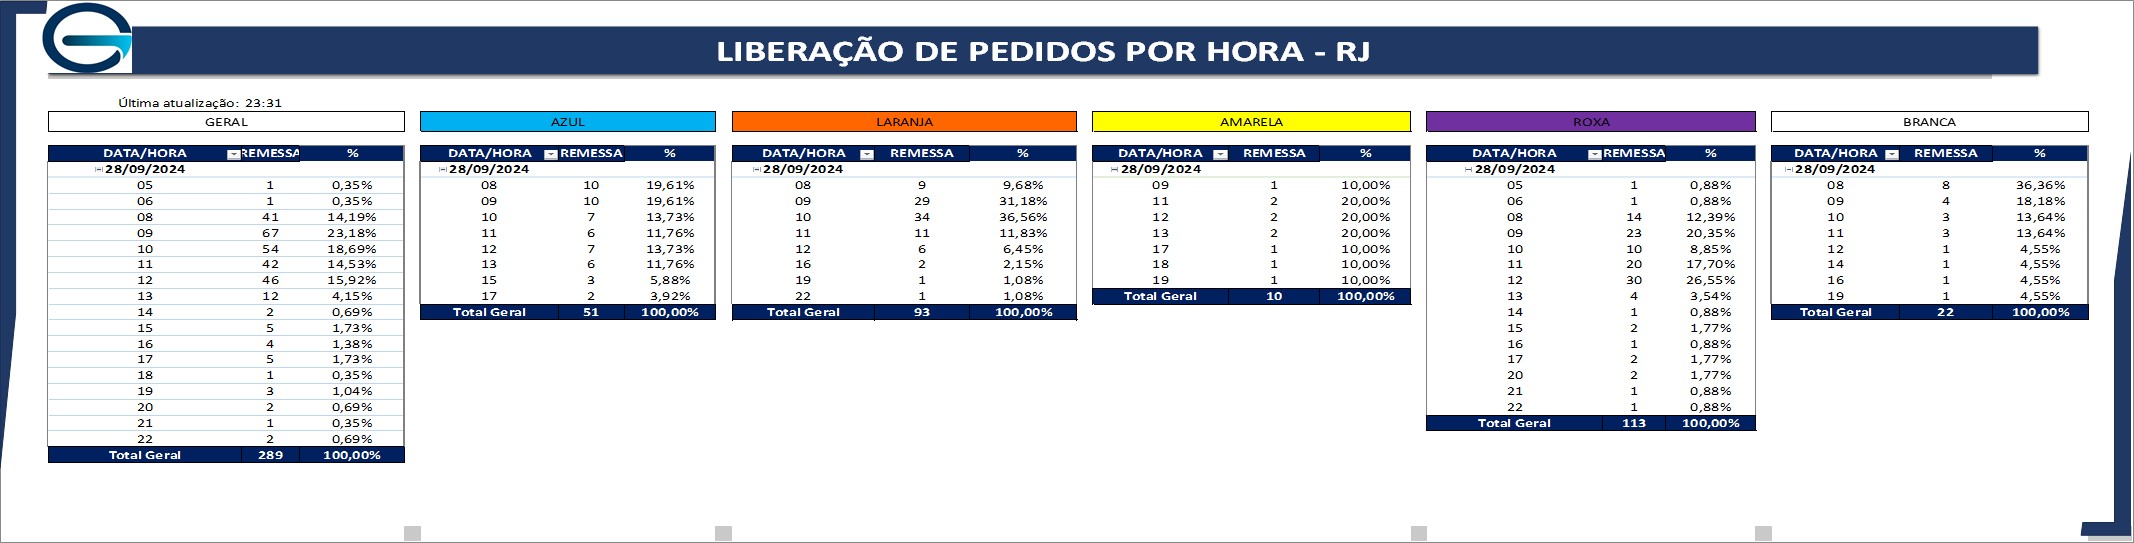 LIBERAÇÃO DE PEDIDOS POR HORA - RJ
Última atualização: 23:31
GERAL
DATA/HORA REMESSA %
28/09/2024
05 1 0,35%
06 1 0,35%
08 41 14,19%
09 67 23,18%
10 54 18,69%
11 42 14,53%
12 46 15,92%
13 12 4,15%
14 2 0,69%
15 5 1,73%
16 4 1,38%
17 5 1,73%
18 1 0,35%
19 3 1,04%
20 2 0,69%
21 1 0,35%
22 2 0,69%
Total Geral 289 100,00%
AZUL
DATA/HORA REMESSA %
28/09/2024
08 10 19,61%
09 10 19,61%
10 7 13,73%
11 6 11,76%
12 7 13,73%
13 6 11,76%
15 3 5,88%
17 2 3,92%
Total Geral 51 100,00%
LARANJA
DATA/HORA REMESSA %
28/09/2024
08 9 9,68%
09 29 31,18%
10 34 36,56%
11 11 11,83%
12 6 6,45%
16 2 2,15%
19 1 1,08%
22 1 1,08%
Total Geral 93 100,00%
AMARELA
DATA/HORA REMESSA %
28/09/2024
09 1 10,00%
11 2 20,00%
12 2 20,00%
13 2 20,00%
17 1 10,00%
18 1 10,00%
19 1 10,00%
Total Geral 10 100,00%
ROXA
DATA/HORA REMESSA %
28/09/2024
05 1 0,88%
06 1 0,88%
08 14 12,39%
09 23 20,35%
10 10 8,85%
11 20 17,70%
12 30 26,55%
13 4 3,54%
14 1 0,88%
15 2 1,77%
16 1 0,88%
17 2 1,77%
20 2 1,77%
21 1 0,88%
22 1 0,88%
Total Geral 113 100,00%
BRANCA
DATA/HORA REMESSA %
28/09/2024
08 8 36,36%
09 4 18,18%
10 3 13,64%
11 3 13,64%
12 1 4,55%
14 1 4,55%
16 1 4,55%
19 1 4,55%
Total Geral 22 100,00%